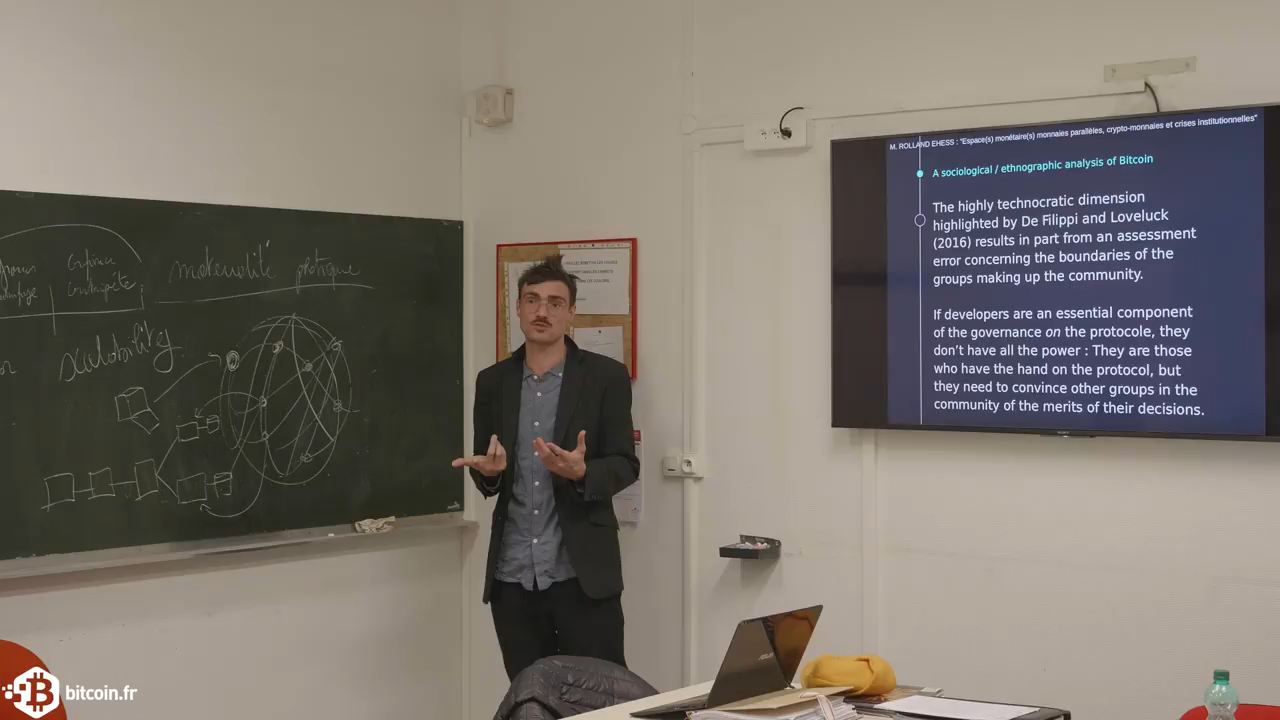 matérialité pratique
scalability
M. ROLLAND EHESS : "Espace(s) monétaire(s) monnaies parallèles, crypto-monnaies et crises institutionnelles"
A sociological / ethnographic analysis of Bitcoin
The highly technocratic dimension
highlighted by De Filippi and Loveluck
(2016) results in part from an assessment
error concerning the boundaries of the
groups making up the community.
If developers are an essential component
of the governance on the protocole, they
don't have all the power : They are those
who have the hand on the protocol, but
they need to convince other groups in the
community of the merits of their decisions.
SONY
ASUS
bitcoin.fr